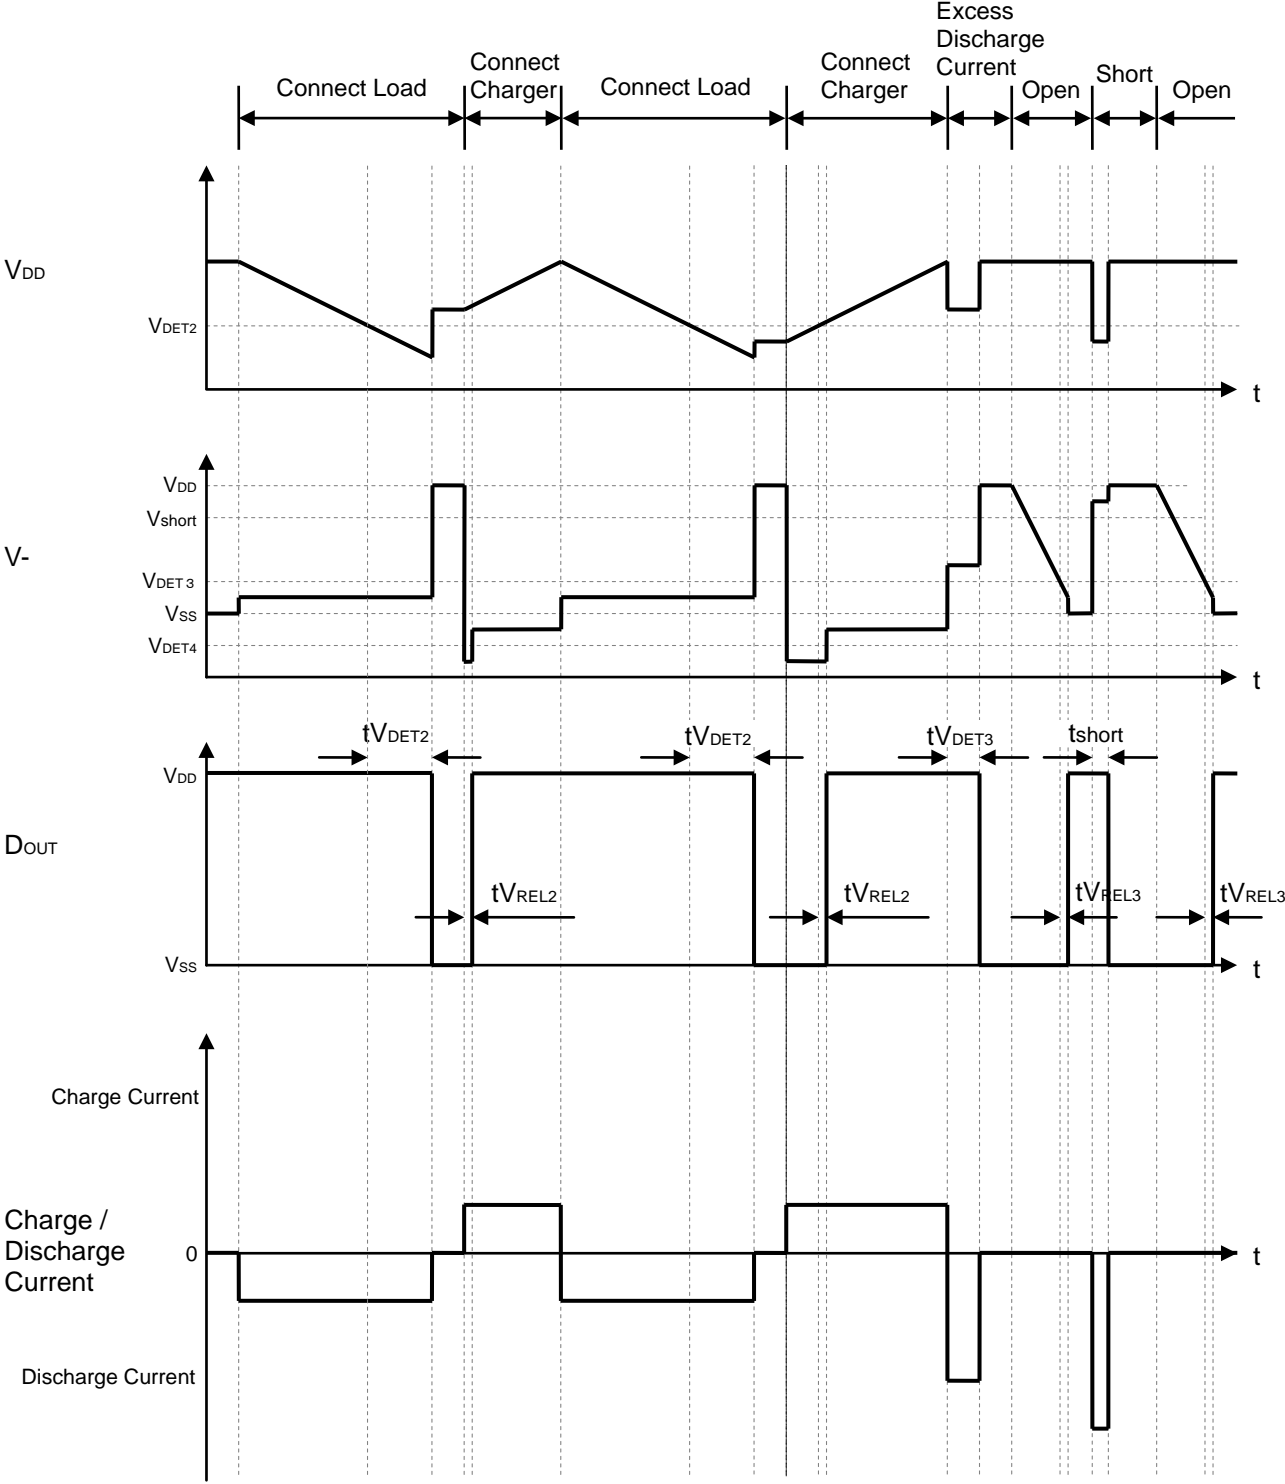 Excess
Discharge
Current
Connect
Charger
Connect
Charger
Connect Load
Connect Load
Open
Short
Open
VDD
VDET2
t
V-
VDD
Vshort
VDET3
VSS
VDET4
t
DOUT
tVDET2
tVDET2
tVDET3
tshort
VDD
tVREL2
tVREL2
tVREL3
tVREL3
VSS
t
Charge Current
Charge /
Discharge
Current
0
t
Discharge Current